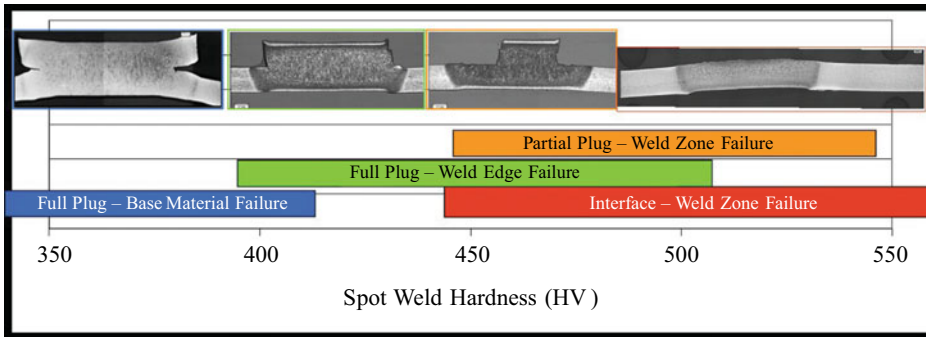 Partial Plug – Weld Zone Failure
Full Plug – Weld Edge Failure
Full Plug – Base Material Failure
Interface – Weld Zone Failure
350 400 450 500 550
Spot Weld Hardness (HV )